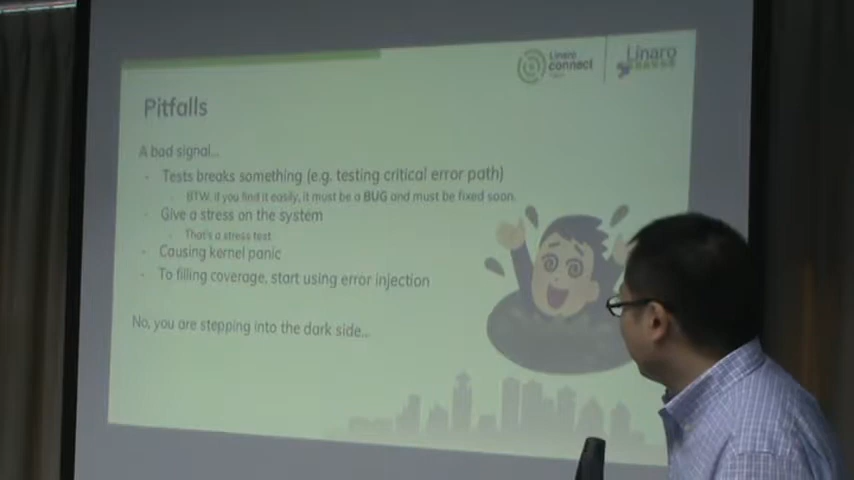 Linaro
connect
Linaro
Pitfalls
A bad signal...
- Tests breaks something (e.g. testing critical error path)
- BTW, if you find it easily, it must be a BUG and must be fixed soon.
- Give a stress on the system
- That's a stress test
- Causing kernel panic
- To filling coverage, start using error injection
No, you are stepping into the dark side...